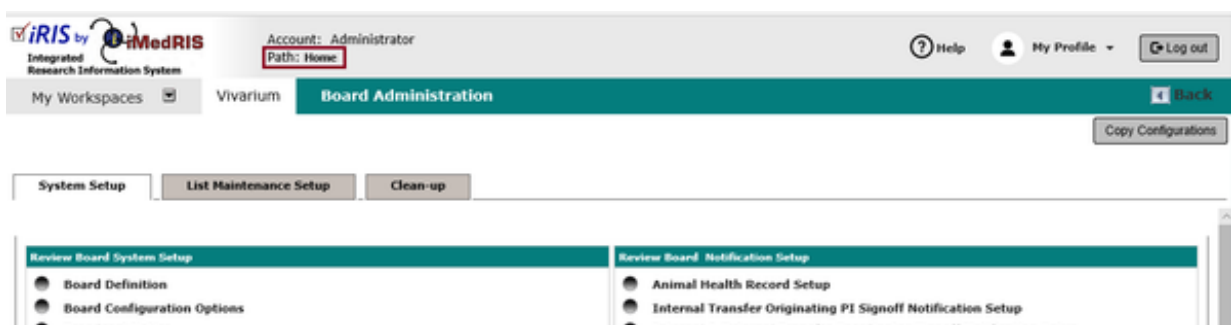 iRIS by iMedRIS
Integrated
Research Information System
Account: Administrator
Path: Home
Help
My Profile
Log out
My Workspaces
Vivarium
Board Administration
Back
Copy Configurations
System Setup
List Maintenance Setup
Clean-up
Review Board System Setup
Board Definition
Board Configuration Options
Review Board Notification Setup
Animal Health Record Setup
Internal Transfer Originating PI Signoff Notification Setup